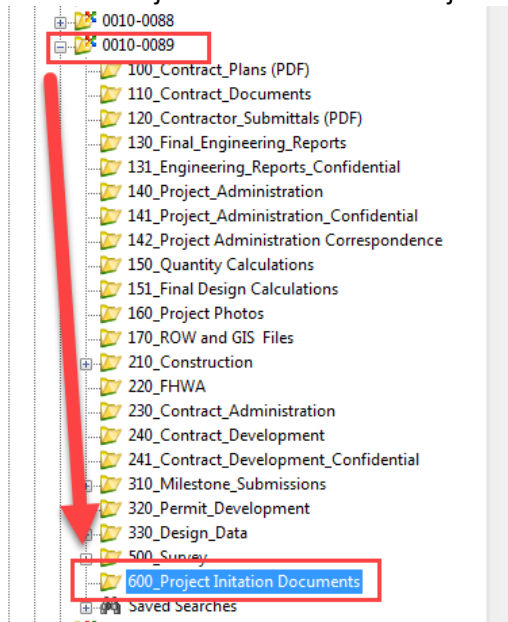 0010-0088
0010-0089
100_Contract_Plans (PDF)
110_Contract_Documents
120_Contractor_Submittals (PDF)
130_Final_Engineering_Reports
131_Engineering_Reports_Confidential
140_Project_Administration
141_Project_Administration_Confidential
142_Project Administration Correspondence
150_Quantity Calculations
151_Final Design Calculations
160_Project Photos
170_ROW and GIS Files
210_Construction
220_FHWA
230_Contract_Administration
240_Contract_Development
241_Contract_Development_Confidential
310_Milestone_Submissions
320_Permit_Development
330_Design_Data
500_Survey
600_Project Initation Documents
Saved Searches